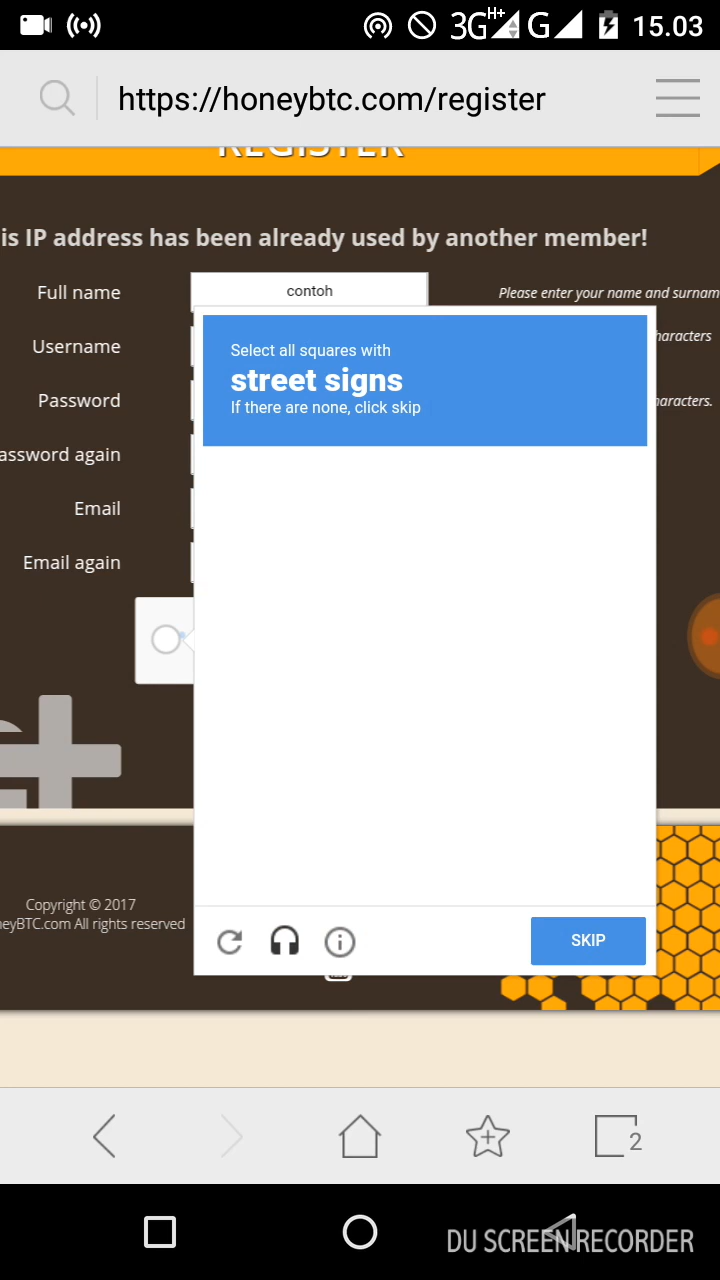 3G H+ G 15.03
https://honeybtc.com/register
REGISTER
is IP address has been already used by another member!
Full name
contoh
Please enter your name and surnam
Username
haracters
Password
aracters.
assword again
Email
Email again
Select all squares with
street signs
If there are none, click skip
SKIP
Copyright © 2017
neyBTC.com All rights reserved
2
DU SCREEN RECORDER